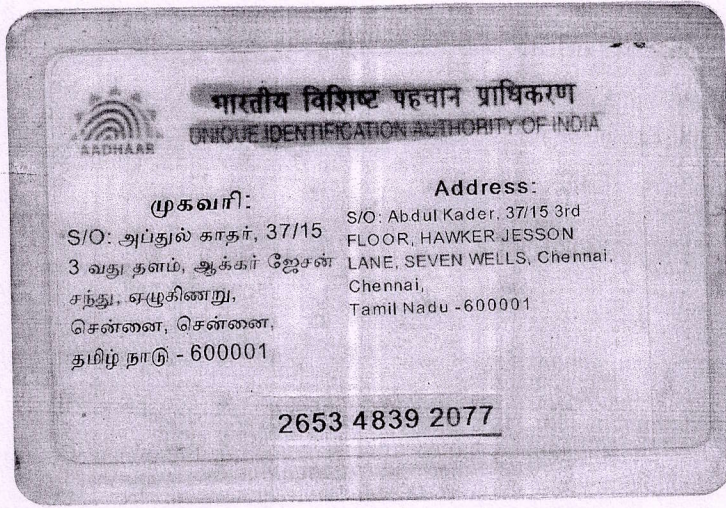 भारतीय विशिष्ट पहचान प्राधिकरण
UNIQUE IDENTIFICATION AUTHORITY OF INDIA
AADHAAR
முகவரி:
S/O: அப்துல் காதர், 37/15
3 வது தளம், ஆக்கர் ஜேசன்
சந்து, ஏழுகிணறு,
சென்னை, சென்னை,
தமிழ் நாடு - 600001
Address:
S/O: Abdul Kader, 37/15 3rd
FLOOR, HAWKER JESSON
LANE, SEVEN WELLS, Chennai,
Chennai,
Tamil Nadu - 600001
2653 4839 2077